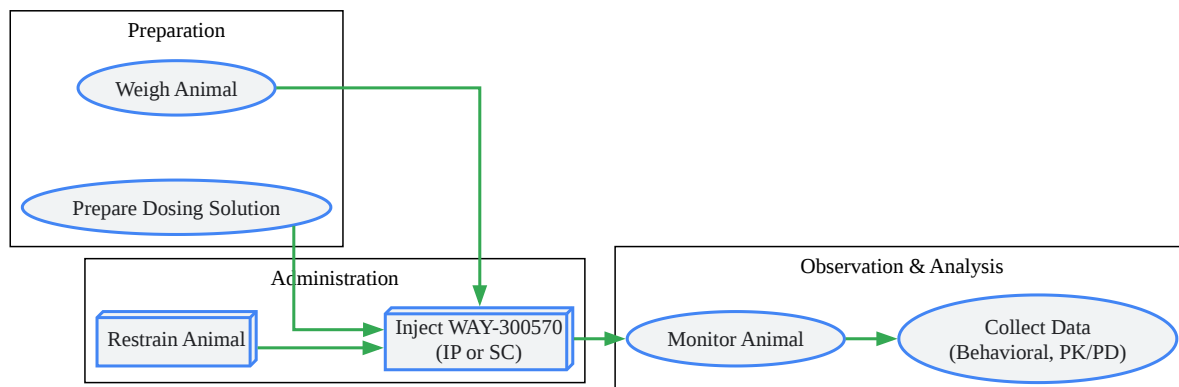 Preparation
Weigh Animal
Prepare Dosing Solution
Administration
Restrain Animal
Inject WAY-300570
(IP or SC)
Observation & Analysis
Monitor Animal
Collect Data
(Behavioral, PK/PD)